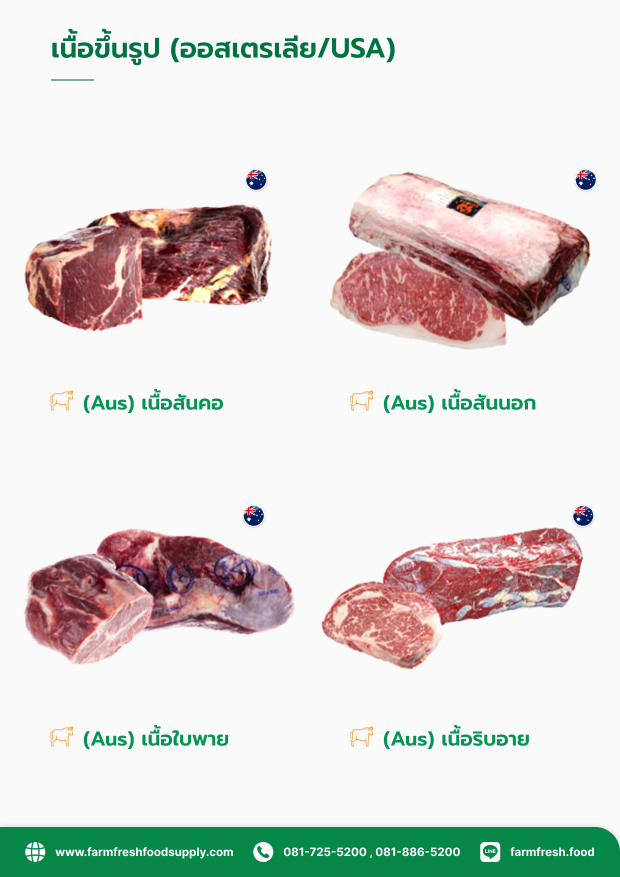 เนื้อขึ้นรูป (ออสเตรเลีย/USA)
(Aus) เนื้อสันคอ
(Aus) เนื้อสันนอก
(Aus) เนื้อใบพาย
(Aus) เนื้อริบอาย
www.farmfreshfoodsupply.com
081-725-5200 , 081-886-5200
LINE
farmfresh.food